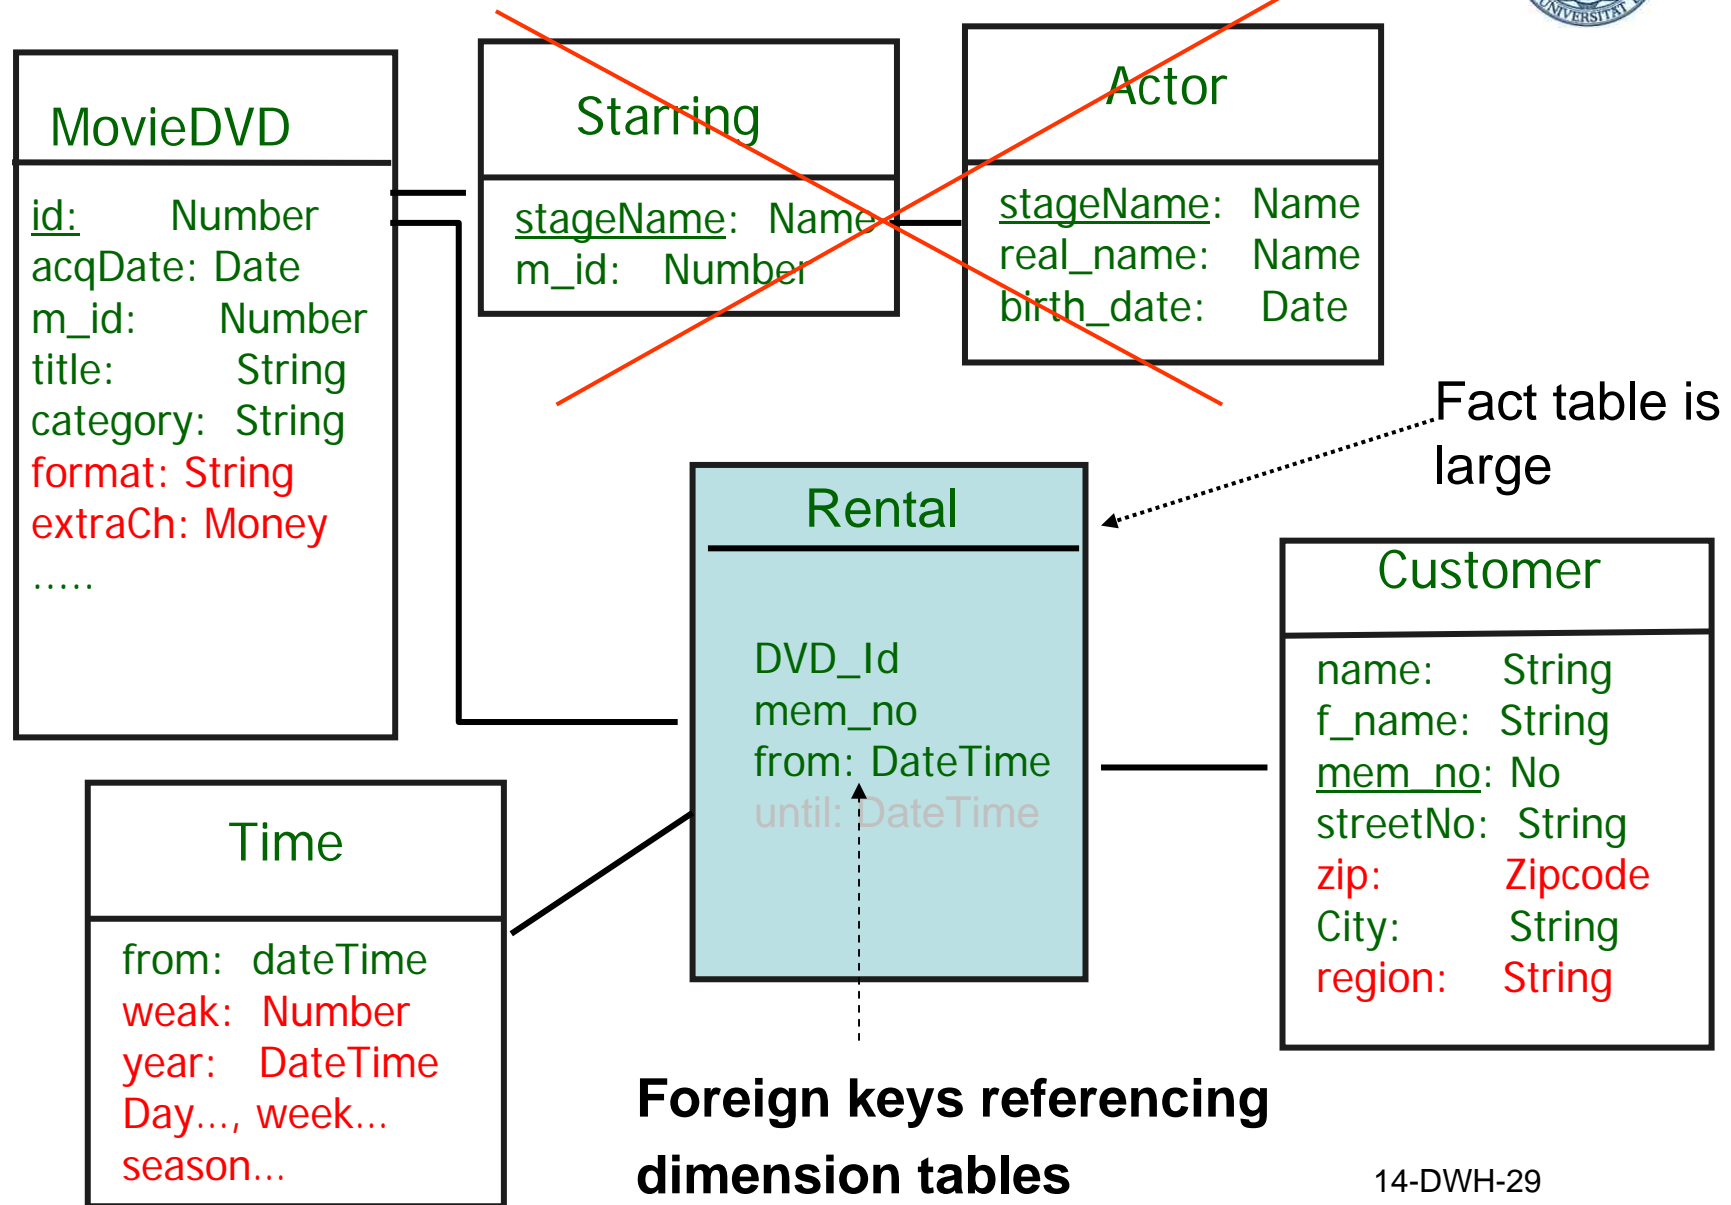 UNIVERSITÄT
MovieDVD
id: Number
acqDate: Date
m_id: Number
title: String
category: String
format: String
extraCh: Money
.....
Starring
stageName: Name
m_id: Number
Actor
stageName: Name
real_name: Name
birth_date: Date
Fact table is
large
Rental
DVD_Id
mem_no
from: DateTime
until: DateTime
Customer
name: String
f_name: String
mem_no: No
streetNo: String
zip: Zipcode
City: String
region: String
Time
from: dateTime
weak: Number
year: DateTime
Day..., week...
season...
Foreign keys referencing
dimension tables
14-DWH-29